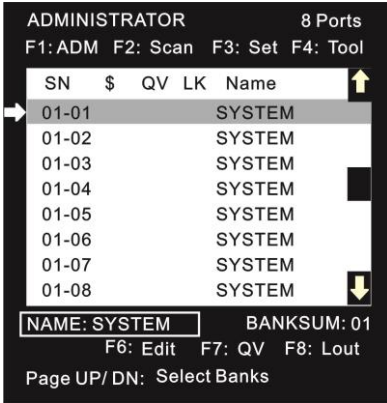 ADMINISTRATOR 8 Ports
F1: ADM F2: Scan F3: Set F4: Tool
SN $ QV LK Name
01-01 SYSTEM
01-02 SYSTEM
01-03 SYSTEM
01-04 SYSTEM
01-05 SYSTEM
01-06 SYSTEM
01-07 SYSTEM
01-08 SYSTEM
NAME: SYSTEM BANKSUM: 01
F6: Edit F7: QV F8: Lout
Page UP/ DN: Select Banks